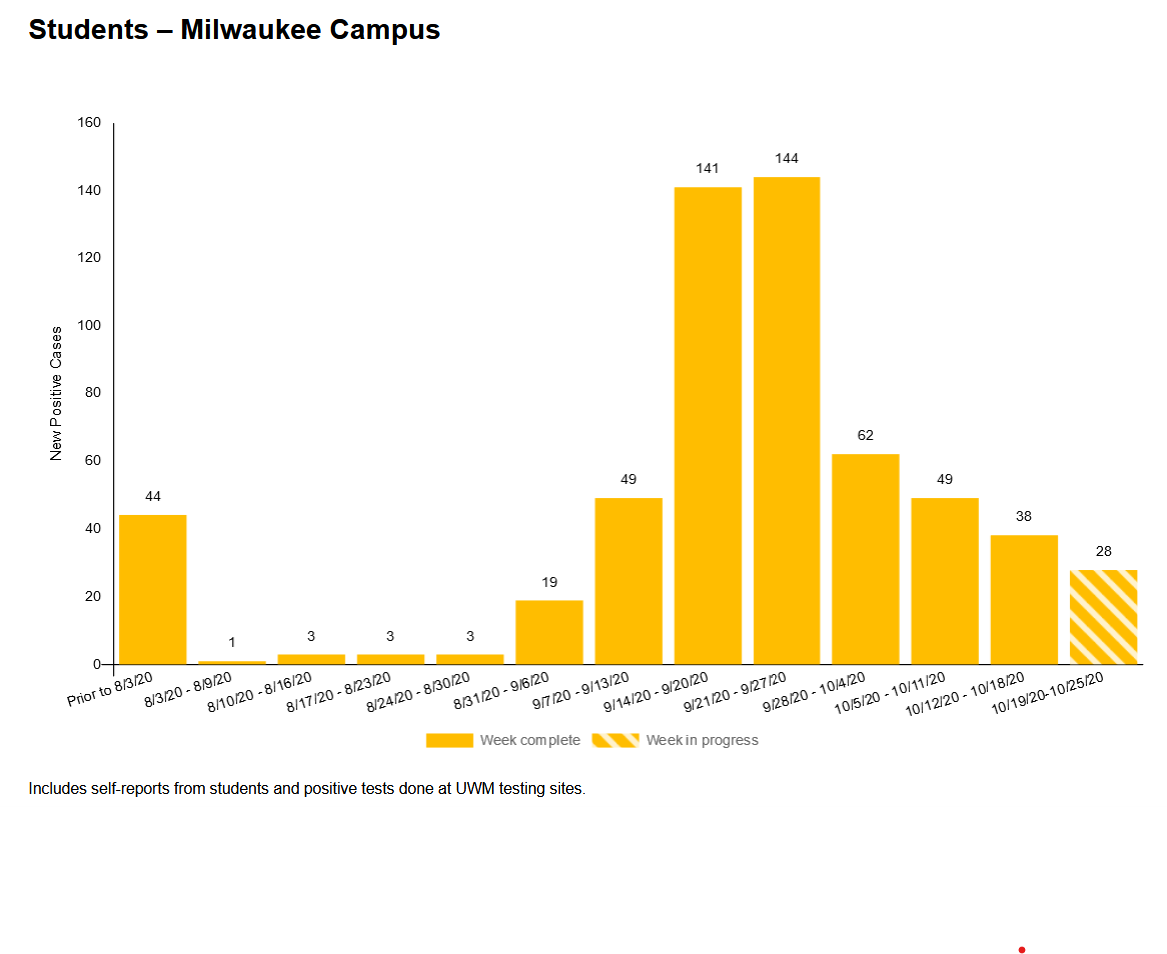 Students – Milwaukee Campus
160
140
120
100
80
60
40
20
0
New Positive Cases
44
1
3
3
3
19
49
141
144
62
49
38
28
Prior to 8/3/20
8/3/20 - 8/9/20
8/10/20 - 8/16/20
8/17/20 - 8/23/20
8/24/20 - 8/30/20
8/31/20 - 9/6/20
9/7/20 - 9/13/20
9/14/20 - 9/20/20
9/21/20 - 9/27/20
9/28/20 - 10/4/20
10/5/20 - 10/11/20
10/12/20 - 10/18/20
10/19/20-10/25/20
Week complete
Week in progress
Includes self-reports from students and positive tests done at UWM testing sites.